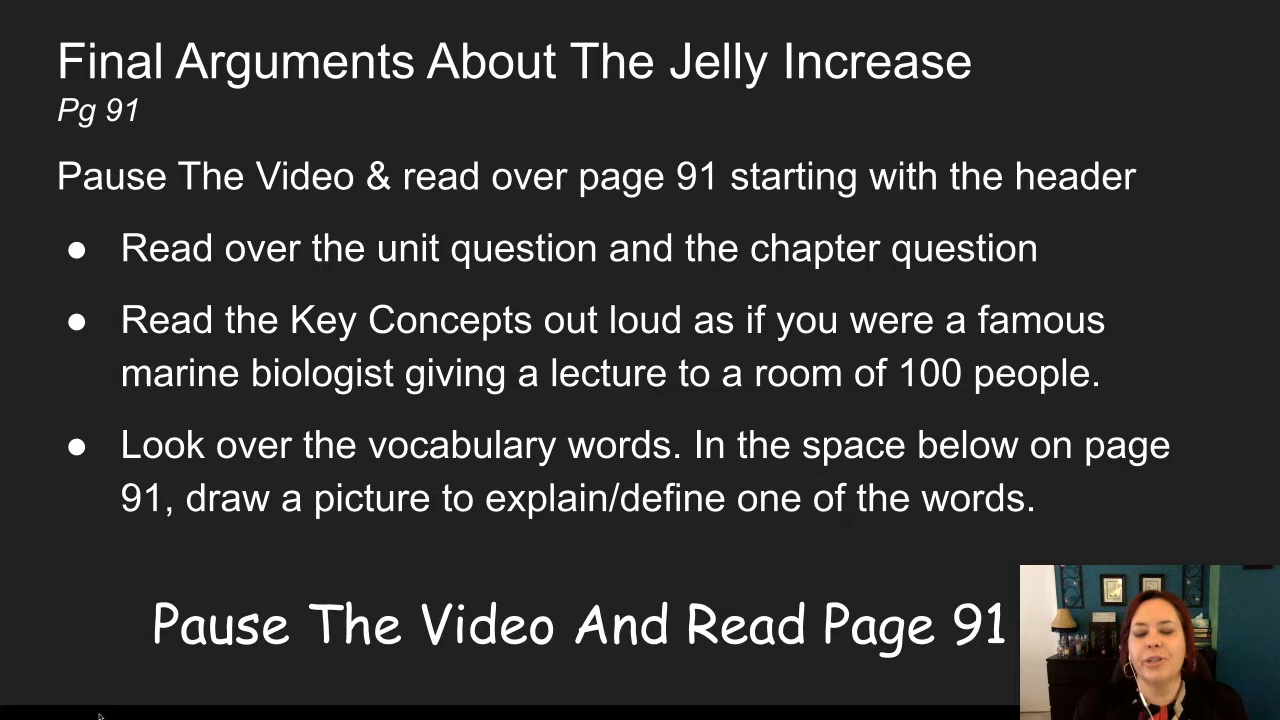 Final Arguments About The Jelly Increase
Pg 91
Pause The Video & read over page 91 starting with the header
● Read over the unit question and the chapter question
● Read the Key Concepts out loud as if you were a famous
marine biologist giving a lecture to a room of 100 people.
● Look over the vocabulary words. In the space below on page
91, draw a picture to explain/define one of the words.
Pause The Video And Read Page 91